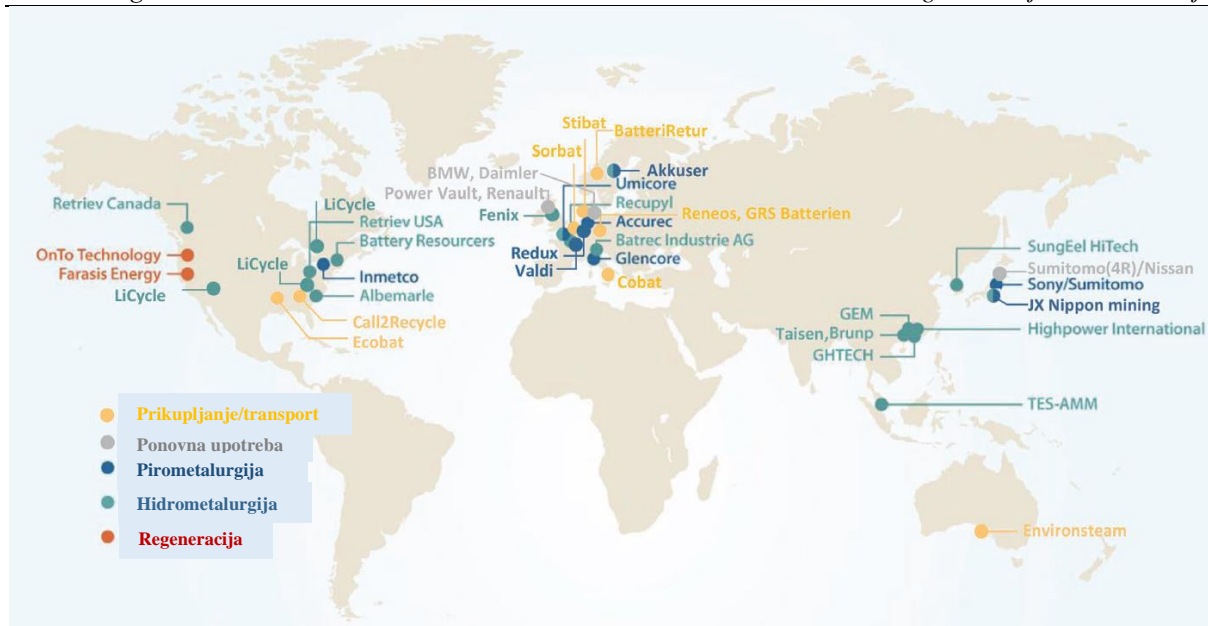 Stibat
BatteriRetur
Sorbat
BMW, Daimler
Akkuser
Umicore
Power Vault, Renault
Retriev Canada
LiCycle
Recupyl
Fenix
Reneos, GRS Batterien
Retriev USA
Accurec
Battery Resourcers
Batrec Industrie AG
SungEel HiTech
OnTo Technology
Redux
Glencore
LiCycle
Sumitomo(4R)/Nissan
Farasis Energy
Valdi
Inmetco
Cobat
Sony/Sumitomo
LiCycle
Albemarle
JX Nippon mining
GEM
Call2Recycle
Highpower International
Taisen,Brunp
Ecobat
GHTECH
TES-AMM
Prikupljanje/transport
Ponovna upotreba
Pirometalurgija
Hidrometalurgija
Regeneracija
Environsteam